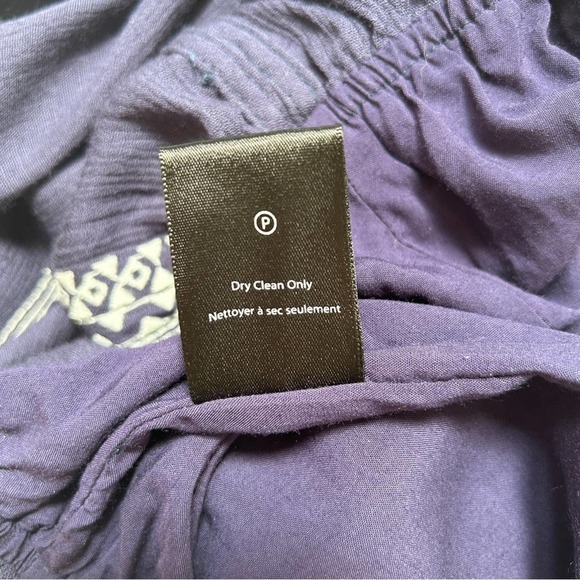 P
Dry Clean Only
Nettoyer à sec seulement